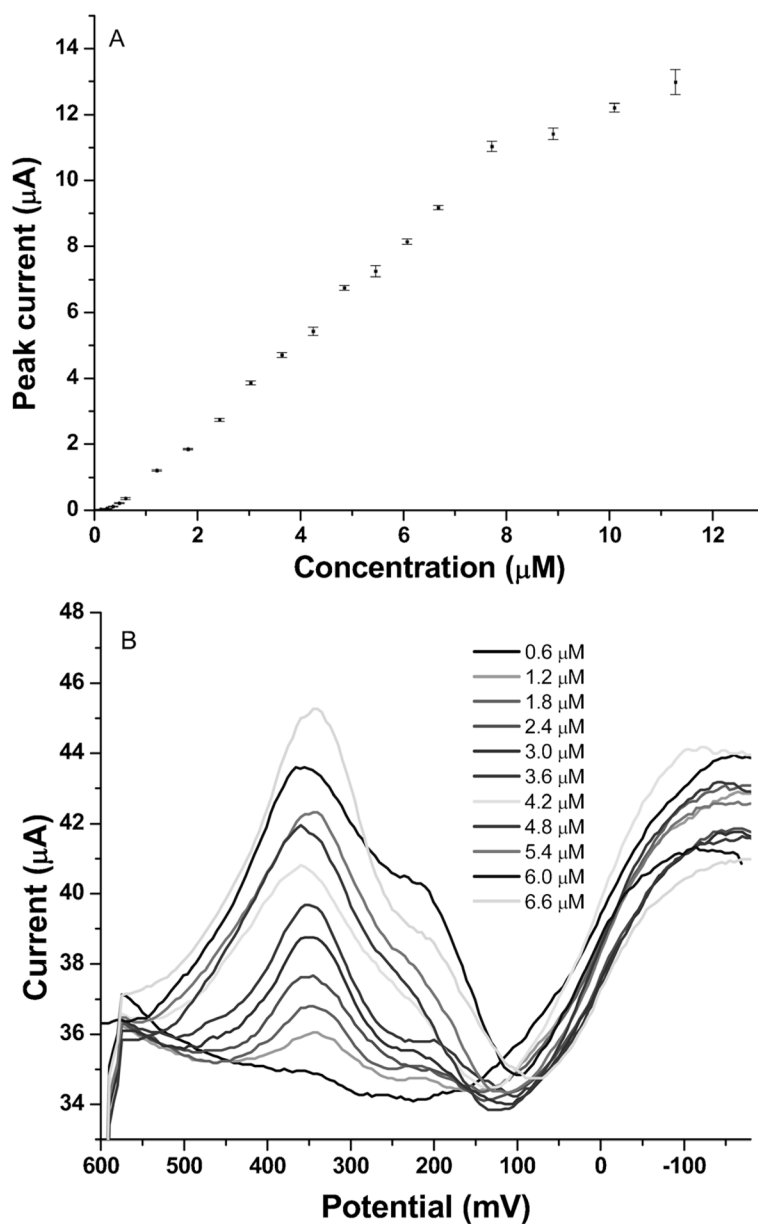 A
14
12
10
8
6
4
2
0
Peak current (μA)
0 2 4 6 8 10 12
Concentration (μM)
B
48
46
44
42
40
38
36
34
Current (μA)
0.6 μM
1.2 μM
1.8 μM
2.4 μM
3.0 μM
3.6 μM
4.2 μM
4.8 μM
5.4 μM
6.0 μM
6.6 μM
600 500 400 300 200 100 0 -100
Potential (mV)